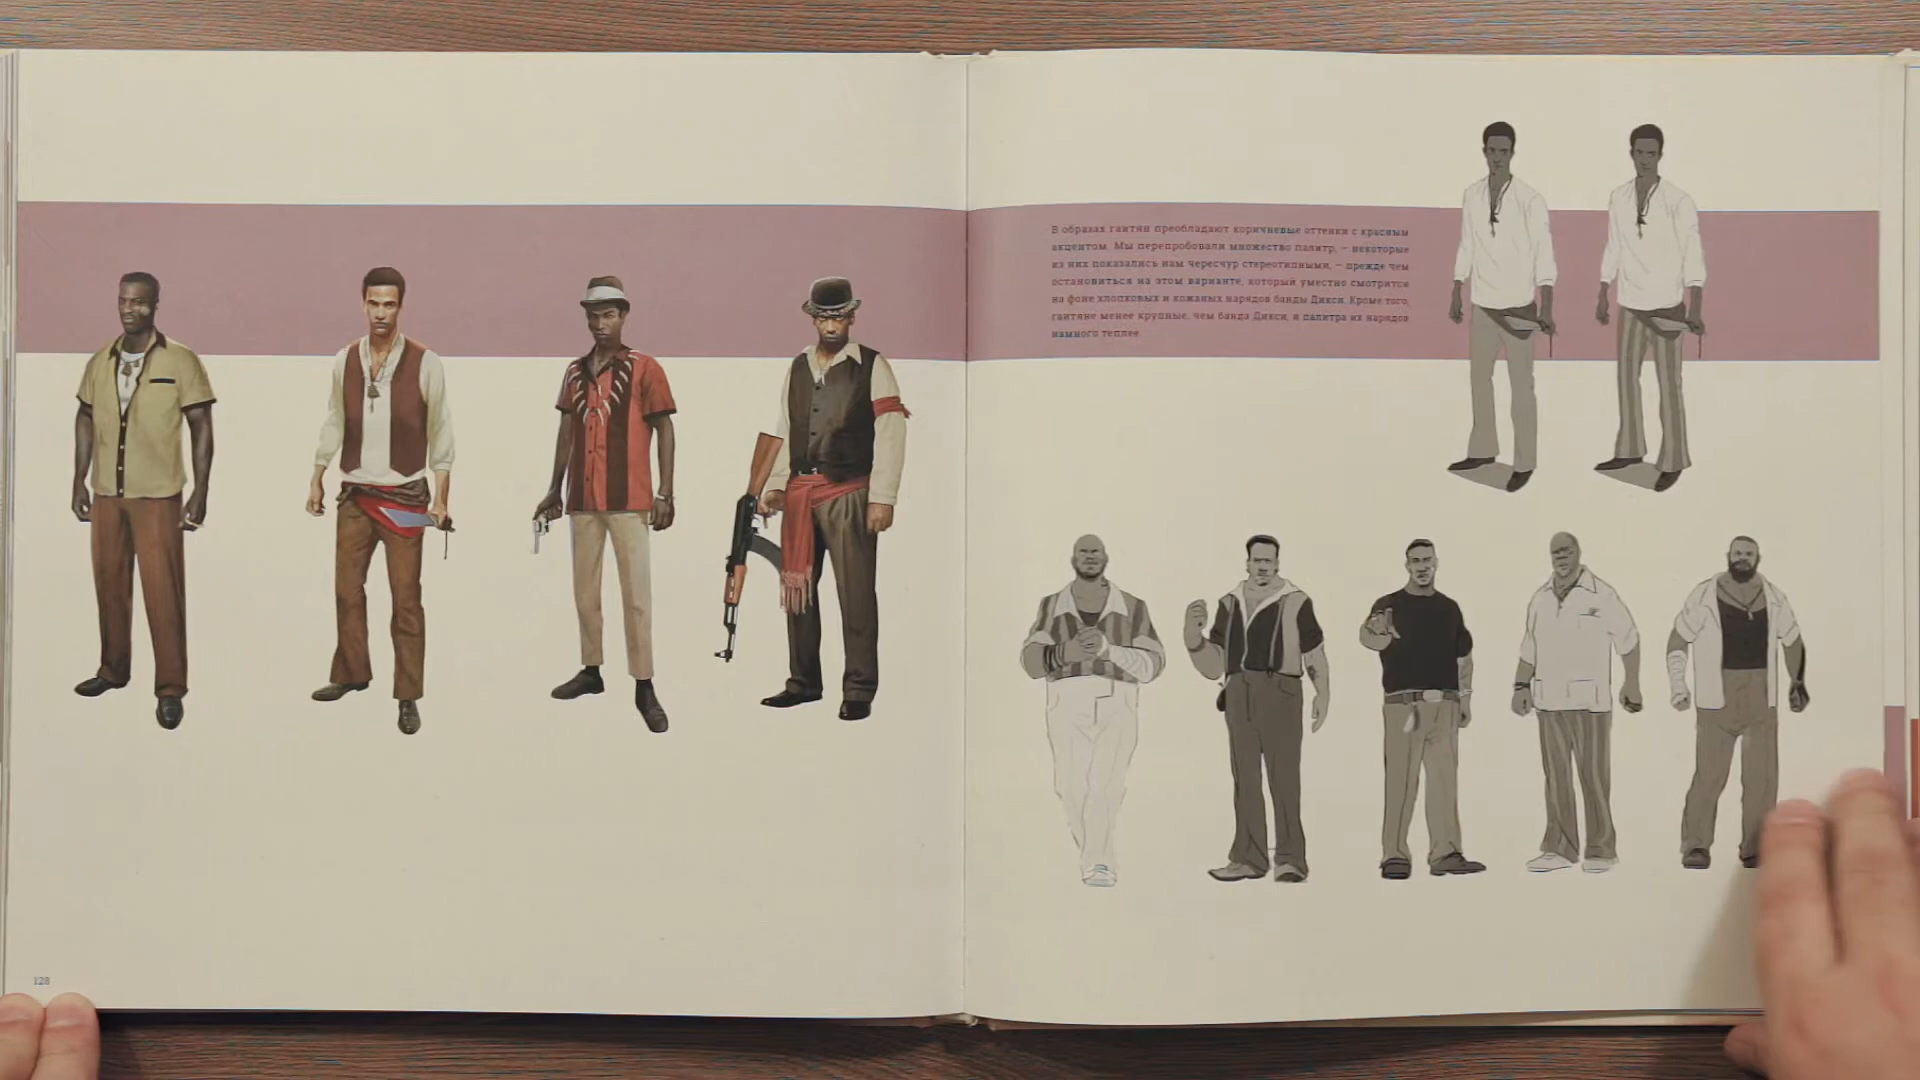 В образах гаитян преобладают коричневые оттенки с красным
акцентом. Мы перепробовали множество палитр, — некоторые
из них показались нам чересчур стереотипными, — прежде чем
остановиться на этом варианте, который уместно смотрится
на фоне хлопковых и кожаных нарядов банды Дикси. Кроме того,
гаитяне менее крупные, чем банда Дикси, и палитра их нарядов
намного теплее.
128